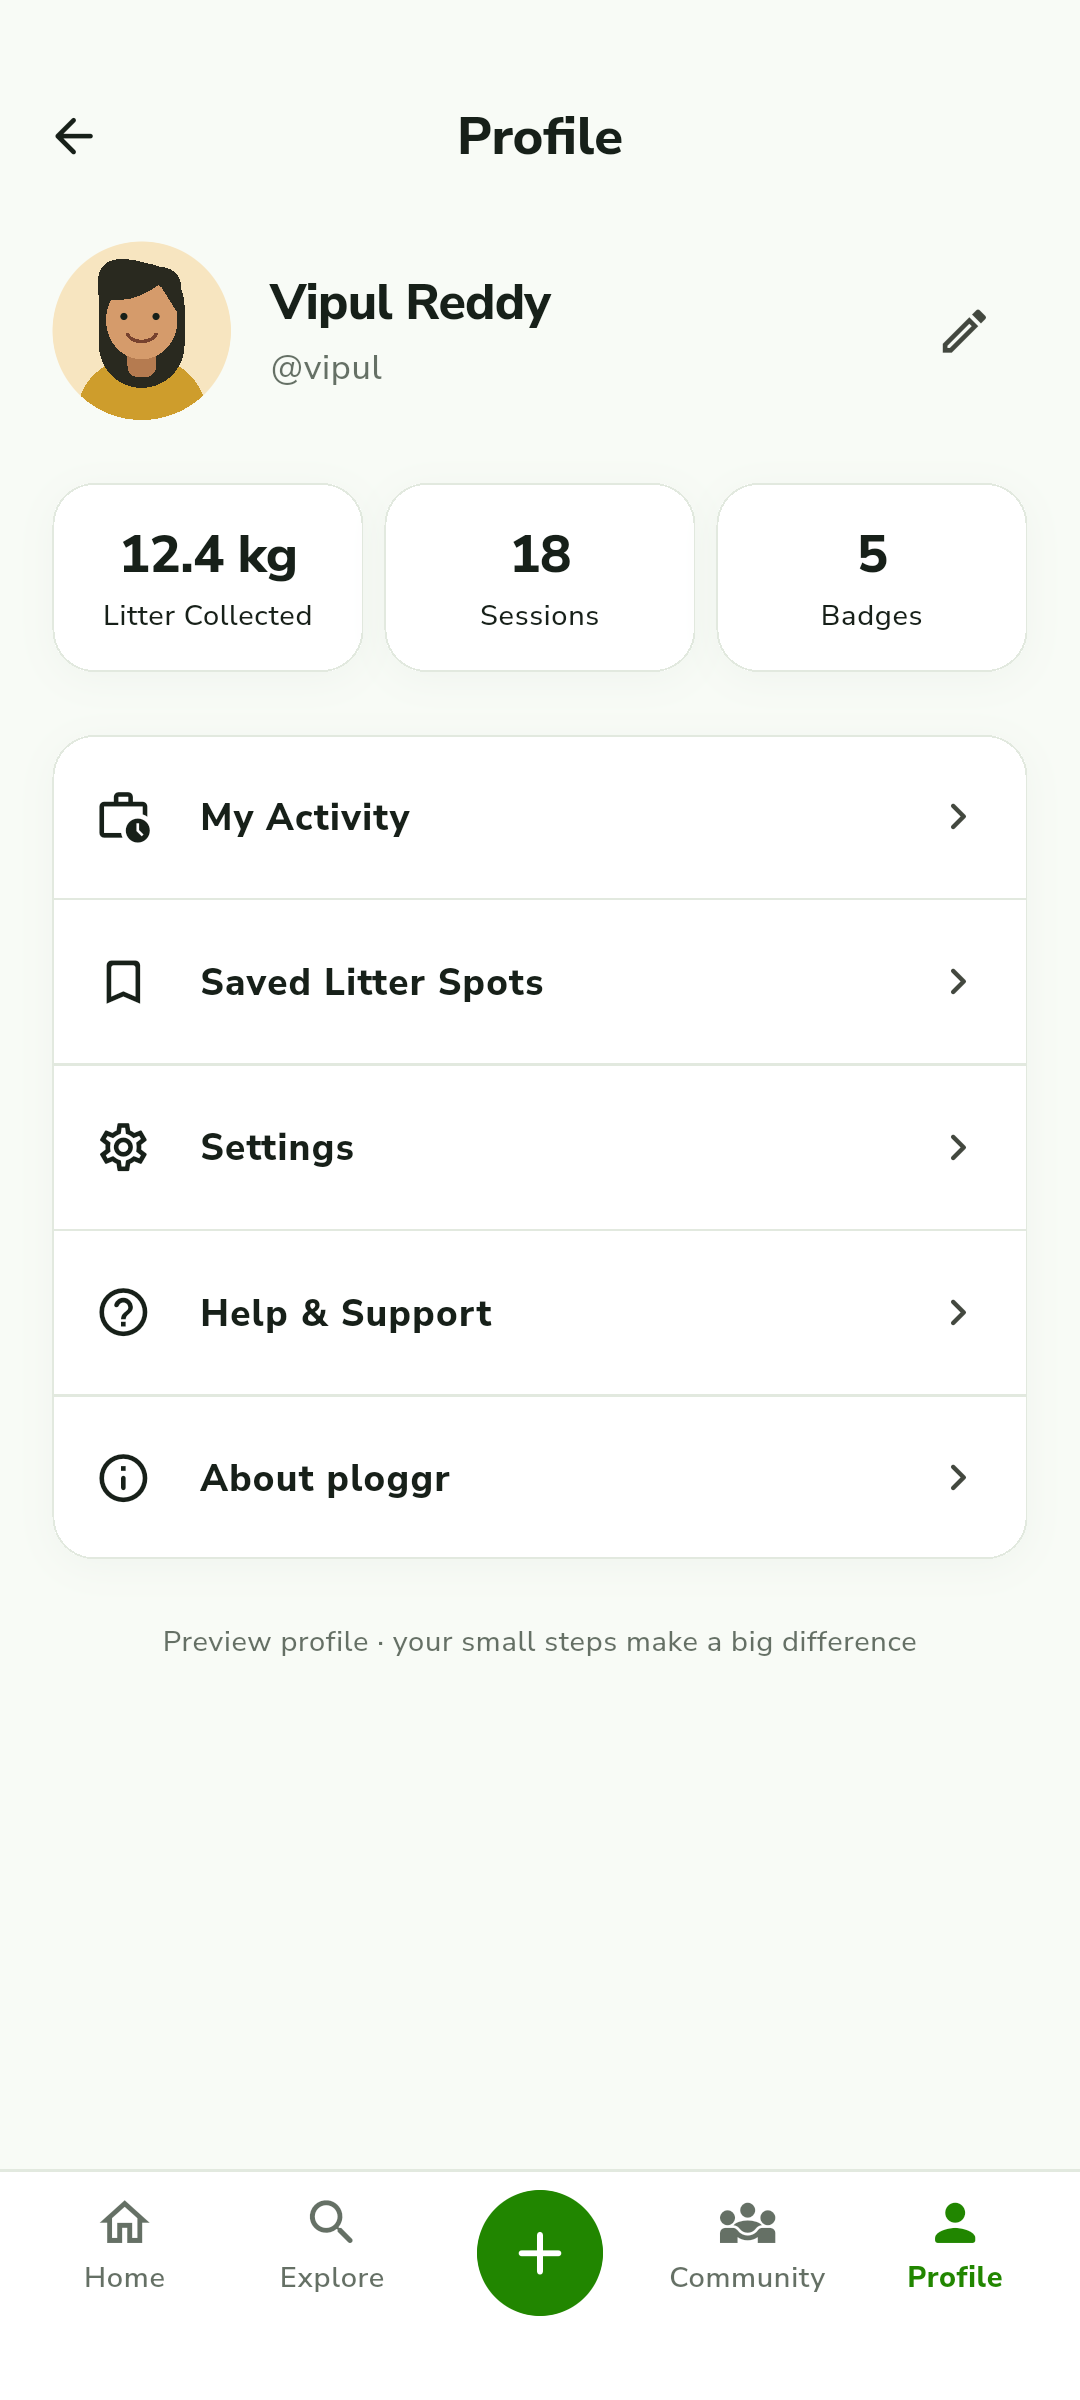 Profile
Vipul Reddy
@vipul
12.4 kg
Litter Collected
18
Sessions
5
Badges
My Activity
Saved Litter Spots
Settings
Help & Support
About ploggr
Preview profile · your small steps make a big difference
Home
Explore
Community
Profile